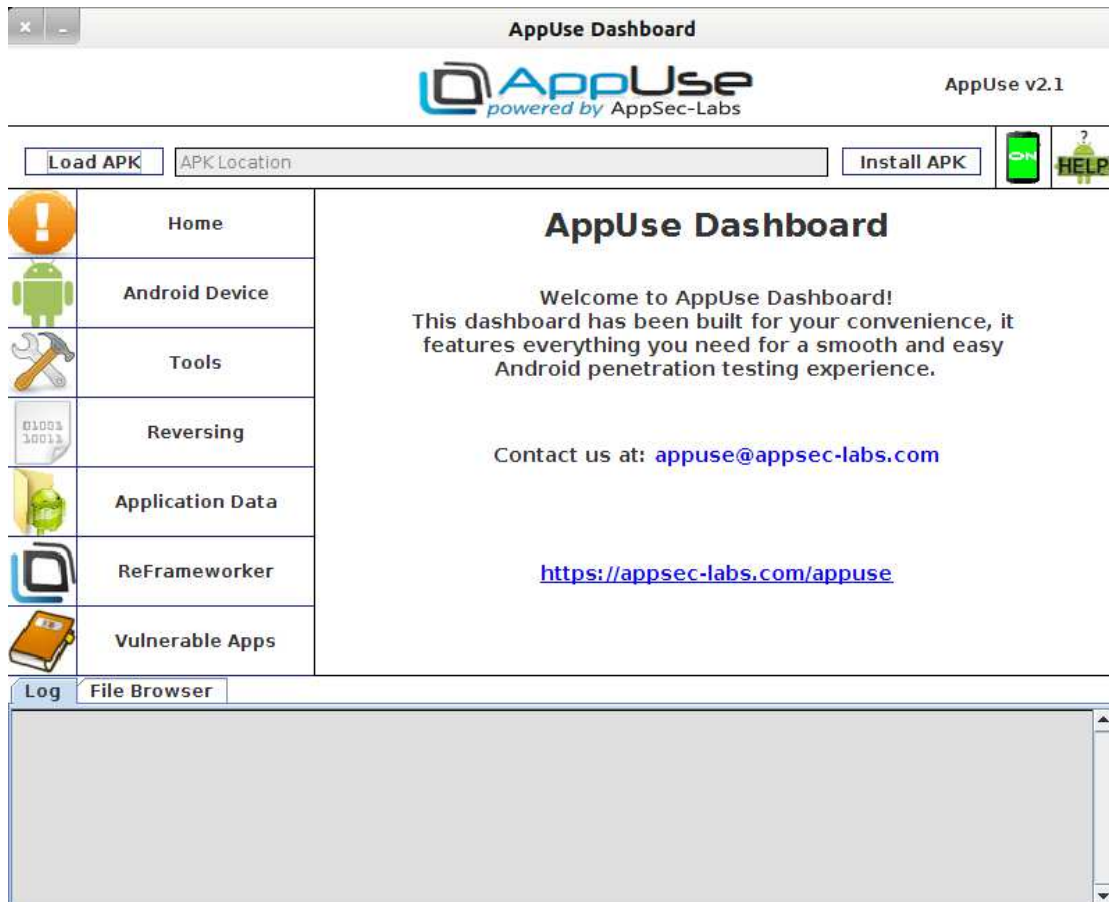 AppUse Dashboard
AppUse
powered by AppSec-Labs
AppUse v2.1
Load APK
APK Location
Install APK
ON
?
HELP
Home
Android Device
Tools
Reversing
01001
10011
Application Data
ReFrameworker
Vulnerable Apps
AppUse Dashboard
Welcome to AppUse Dashboard!
This dashboard has been built for your convenience, it
features everything you need for a smooth and easy
Android penetration testing experience.
Contact us at: appuse@appsec-labs.com
https://appsec-labs.com/appuse
Log
File Browser